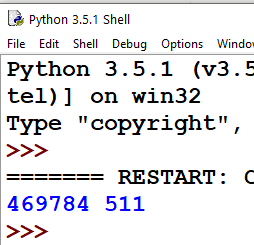 Python 3.5.1 Shell
File Edit Shell Debug Options
Python 3.5.1 (v3.5
tel)] on win32
Type "copyright",
>>>
======= RESTART:
469784 511
>>>